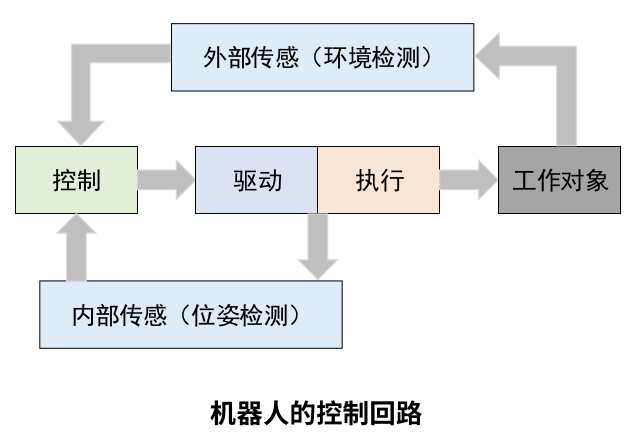 外部传感（环境检测）
控制
驱动
执行
工作对象
内部传感（位姿检测）
机器人的控制回路